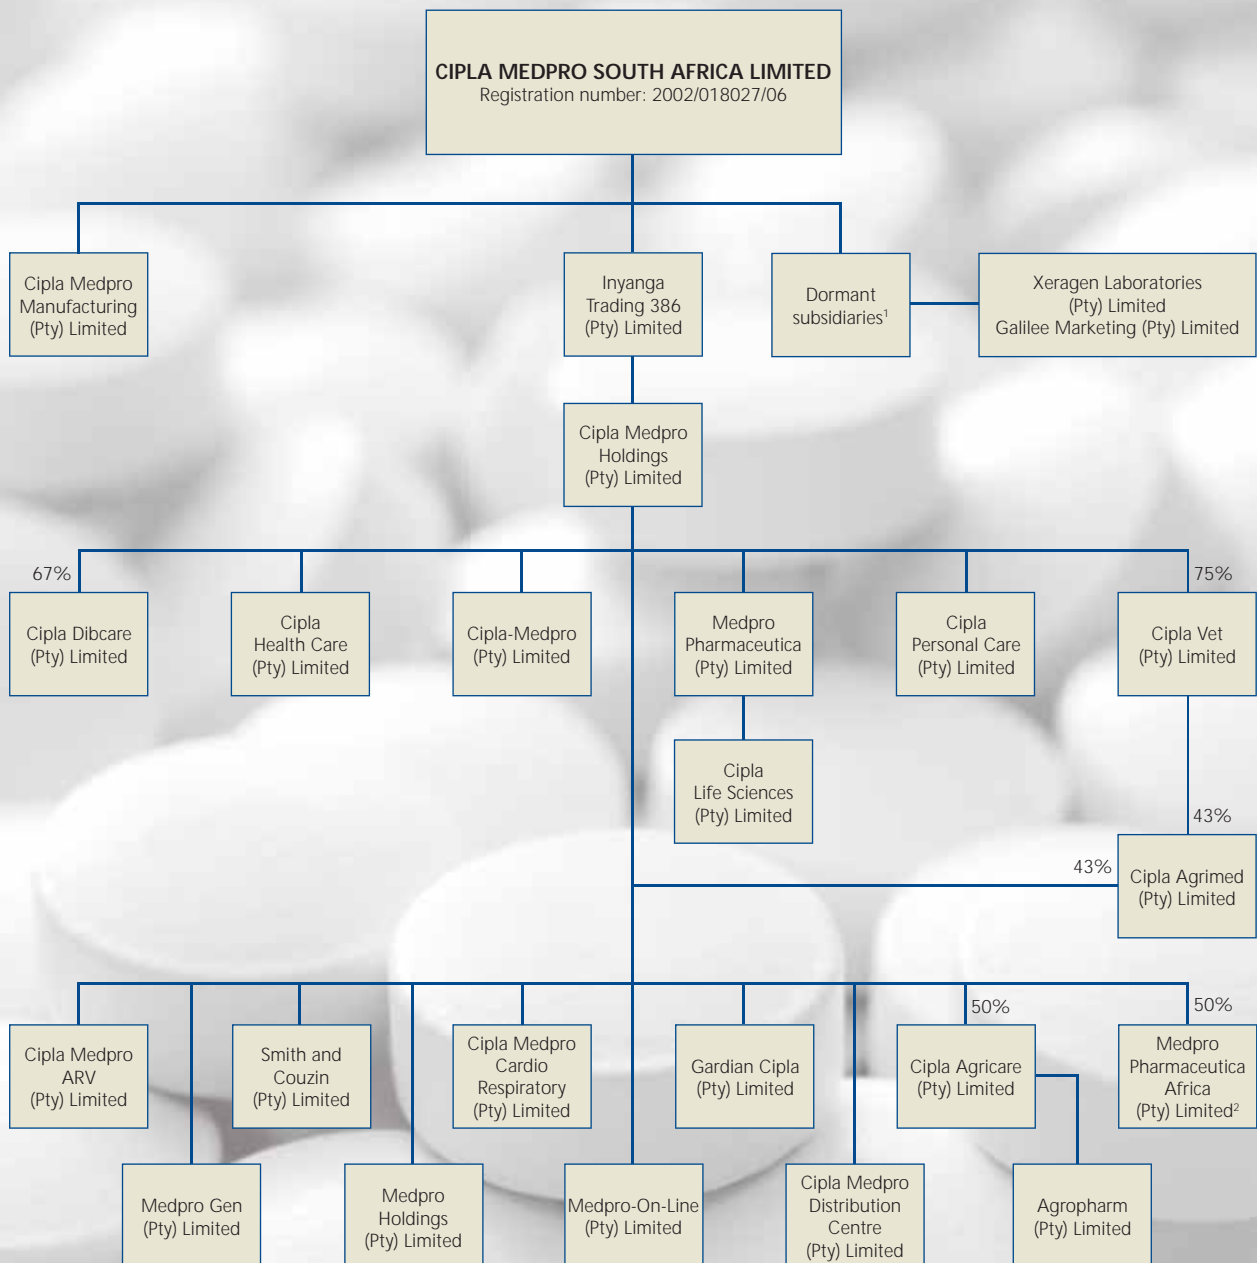 CIPLA MEDPRO SOUTH AFRICA LIMITED
Registration number: 2002/018027/06
Cipla Medpro
Manufacturing
(Pty) Limited
Inyanga
Trading 386
(Pty) Limited
Dormant
subsidiaries¹
Xeragen Laboratories
(Pty) Limited
Galilee Marketing (Pty) Limited
Cipla Medpro
Holdings
(Pty) Limited
67%
Cipla Dibcare
(Pty) Limited
Cipla
Health Care
(Pty) Limited
Cipla-Medpro
(Pty) Limited
Medpro
Pharmaceutica
(Pty) Limited
Cipla
Personal Care
(Pty) Limited
75%
Cipla Vet
(Pty) Limited
Cipla
Life Sciences
(Pty) Limited
43%
43%
Cipla Agrimed
(Pty) Limited
Cipla Medpro
ARV
(Pty) Limited
Smith and
Couzin
(Pty) Limited
Cipla Medpro
Cardio
Respiratory
(Pty) Limited
Gardian Cipla
(Pty) Limited
50%
Cipla Agricare
(Pty) Limited
50%
Medpro
Pharmaceutica
Africa
(Pty) Limited²
Medpro Gen
(Pty) Limited
Medpro
Holdings
(Pty) Limited
Medpro-On-Line
(Pty) Limited
Cipla Medpro
Distribution
Centre
(Pty) Limited
Agropharm
(Pty) Limited